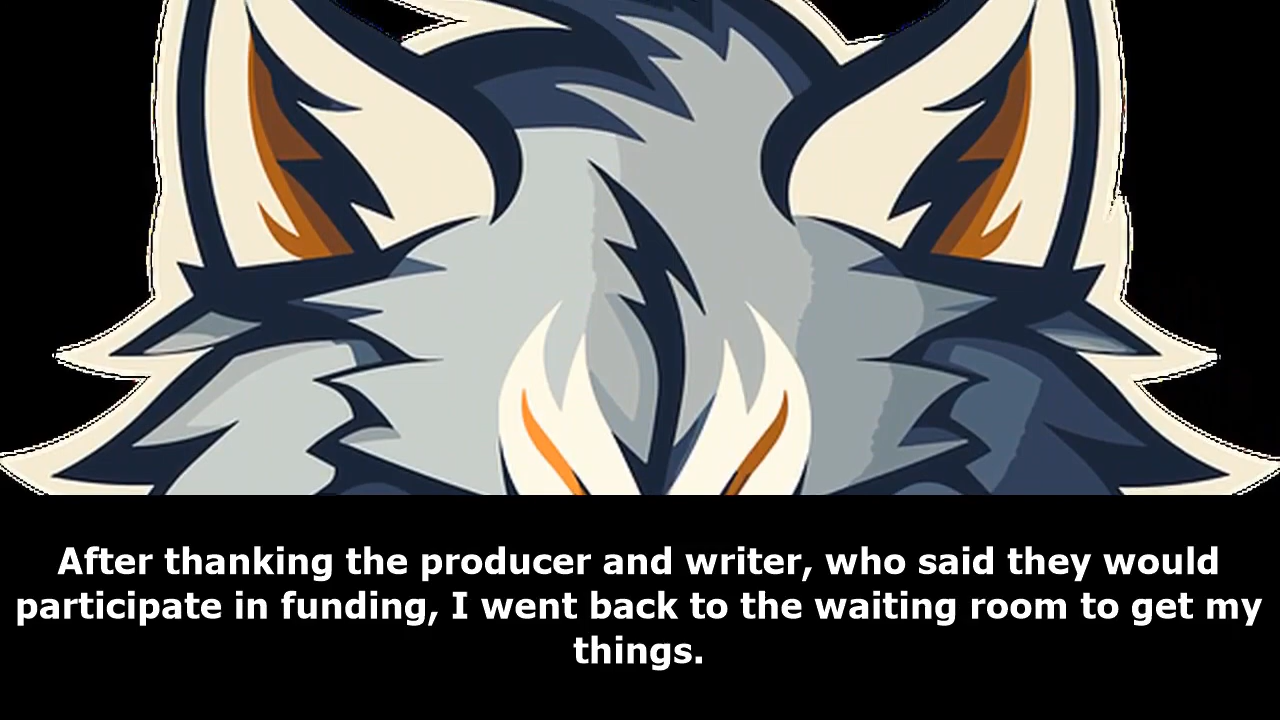 After thanking the producer and writer, who said they would
participate in funding, I went back to the waiting room to get my
things.